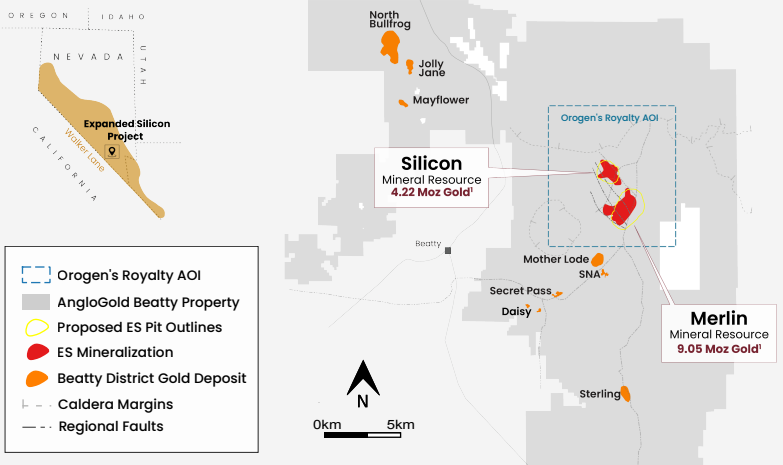 OREGON
IDAHO
NEVADA
UTAH
CALIFORNIA
Walker Lane
Expanded Silicon
Project
North
Bullfrog
Jolly
Jane
Mayflower
Orogen's Royalty AOI
Silicon
Mineral Resource
4.22 Moz Gold¹
Beatty
Mother Lode
SNA
Secret Pass
Daisy
Merlin
Mineral Resource
9.05 Moz Gold¹
Sterling
Orogen's Royalty AOI
AngloGold Beatty Property
Proposed ES Pit Outlines
ES Mineralization
Beatty District Gold Deposit
Caldera Margins
Regional Faults
N
0km 5km